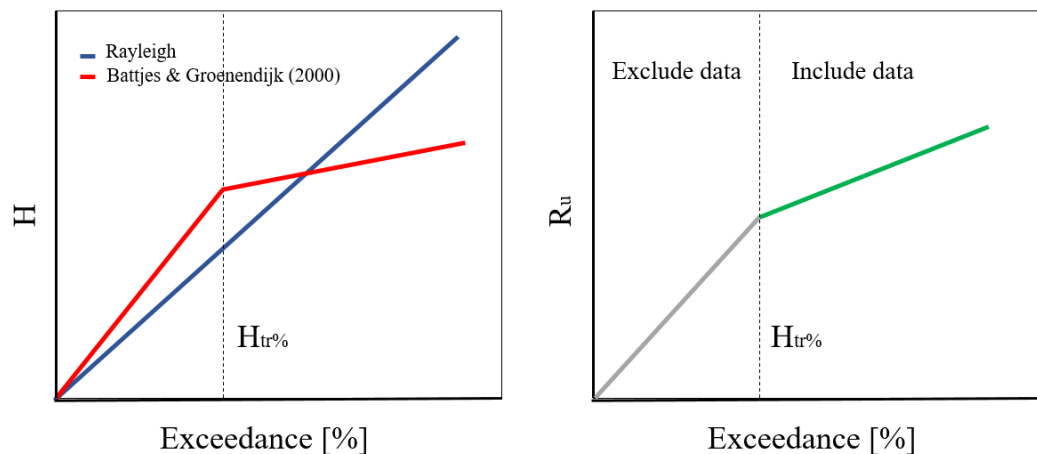 Rayleigh
Battjes & Groenendijk (2000)
H
Htr%
Exceedance [%]
Exclude data
Include data
Ru
Htr%
Exceedance [%]